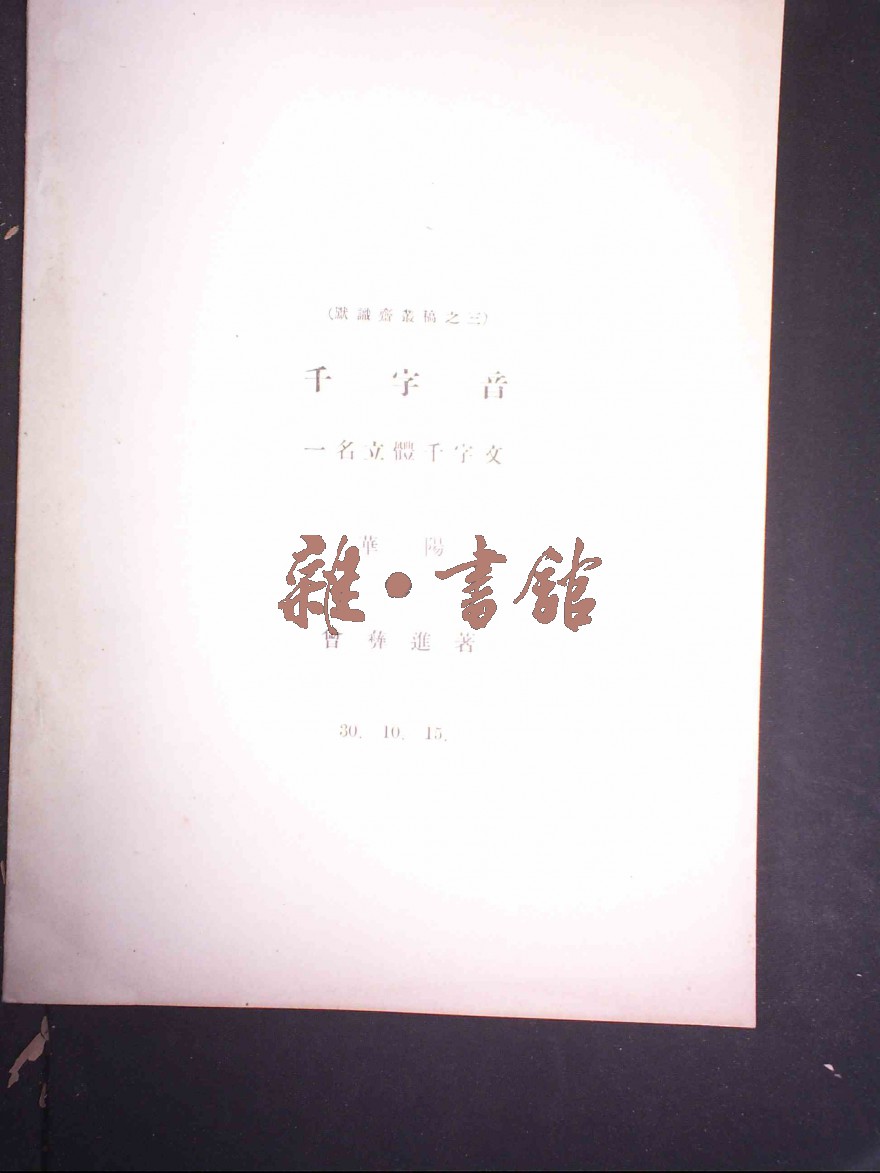 (默識齋叢稿之三)
千字音
一名立體千字文
華陽
雜·書館
曾彝進著
30. 10. 15.